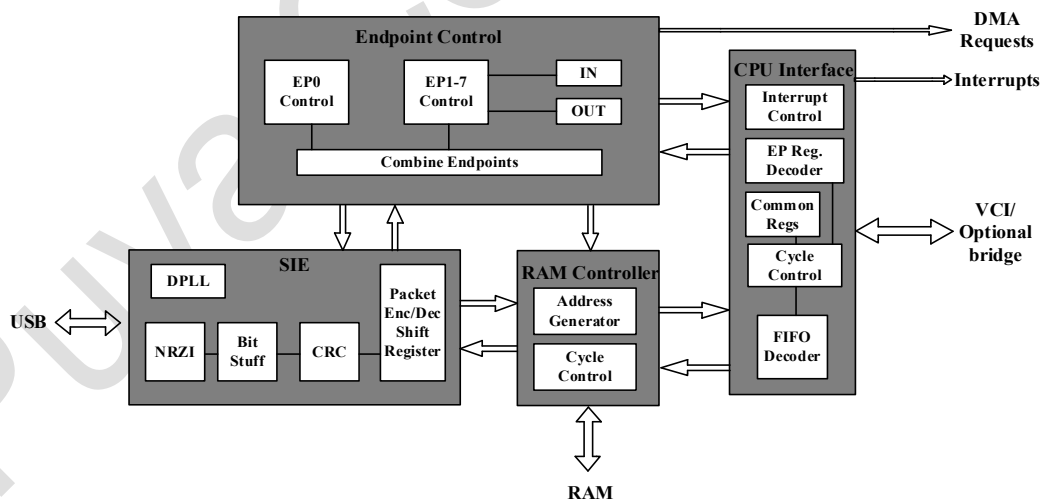 Endpoint Control
EP0
Control
EP1-7
Control
IN
OUT
Combine Endpoints
DMA
Requests
CPU Interface
Interrupts
Interrupt
Control
EP Reg.
Decoder
Common
Regs
Cycle
Control
FIFO
Decoder
VCI/
Optional
bridge
SIE
DPLL
NRZI
Bit
Stuff
CRC
Packet
Enc/Dec
Shift
Register
USB
RAM Controller
Address
Generator
Cycle
Control
RAM